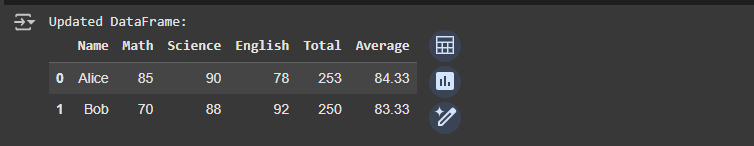 Updated DataFrame:
Name Math Science English Total Average
0 Alice 85 90 78 253 84.33
1 Bob 70 88 92 250 83.33